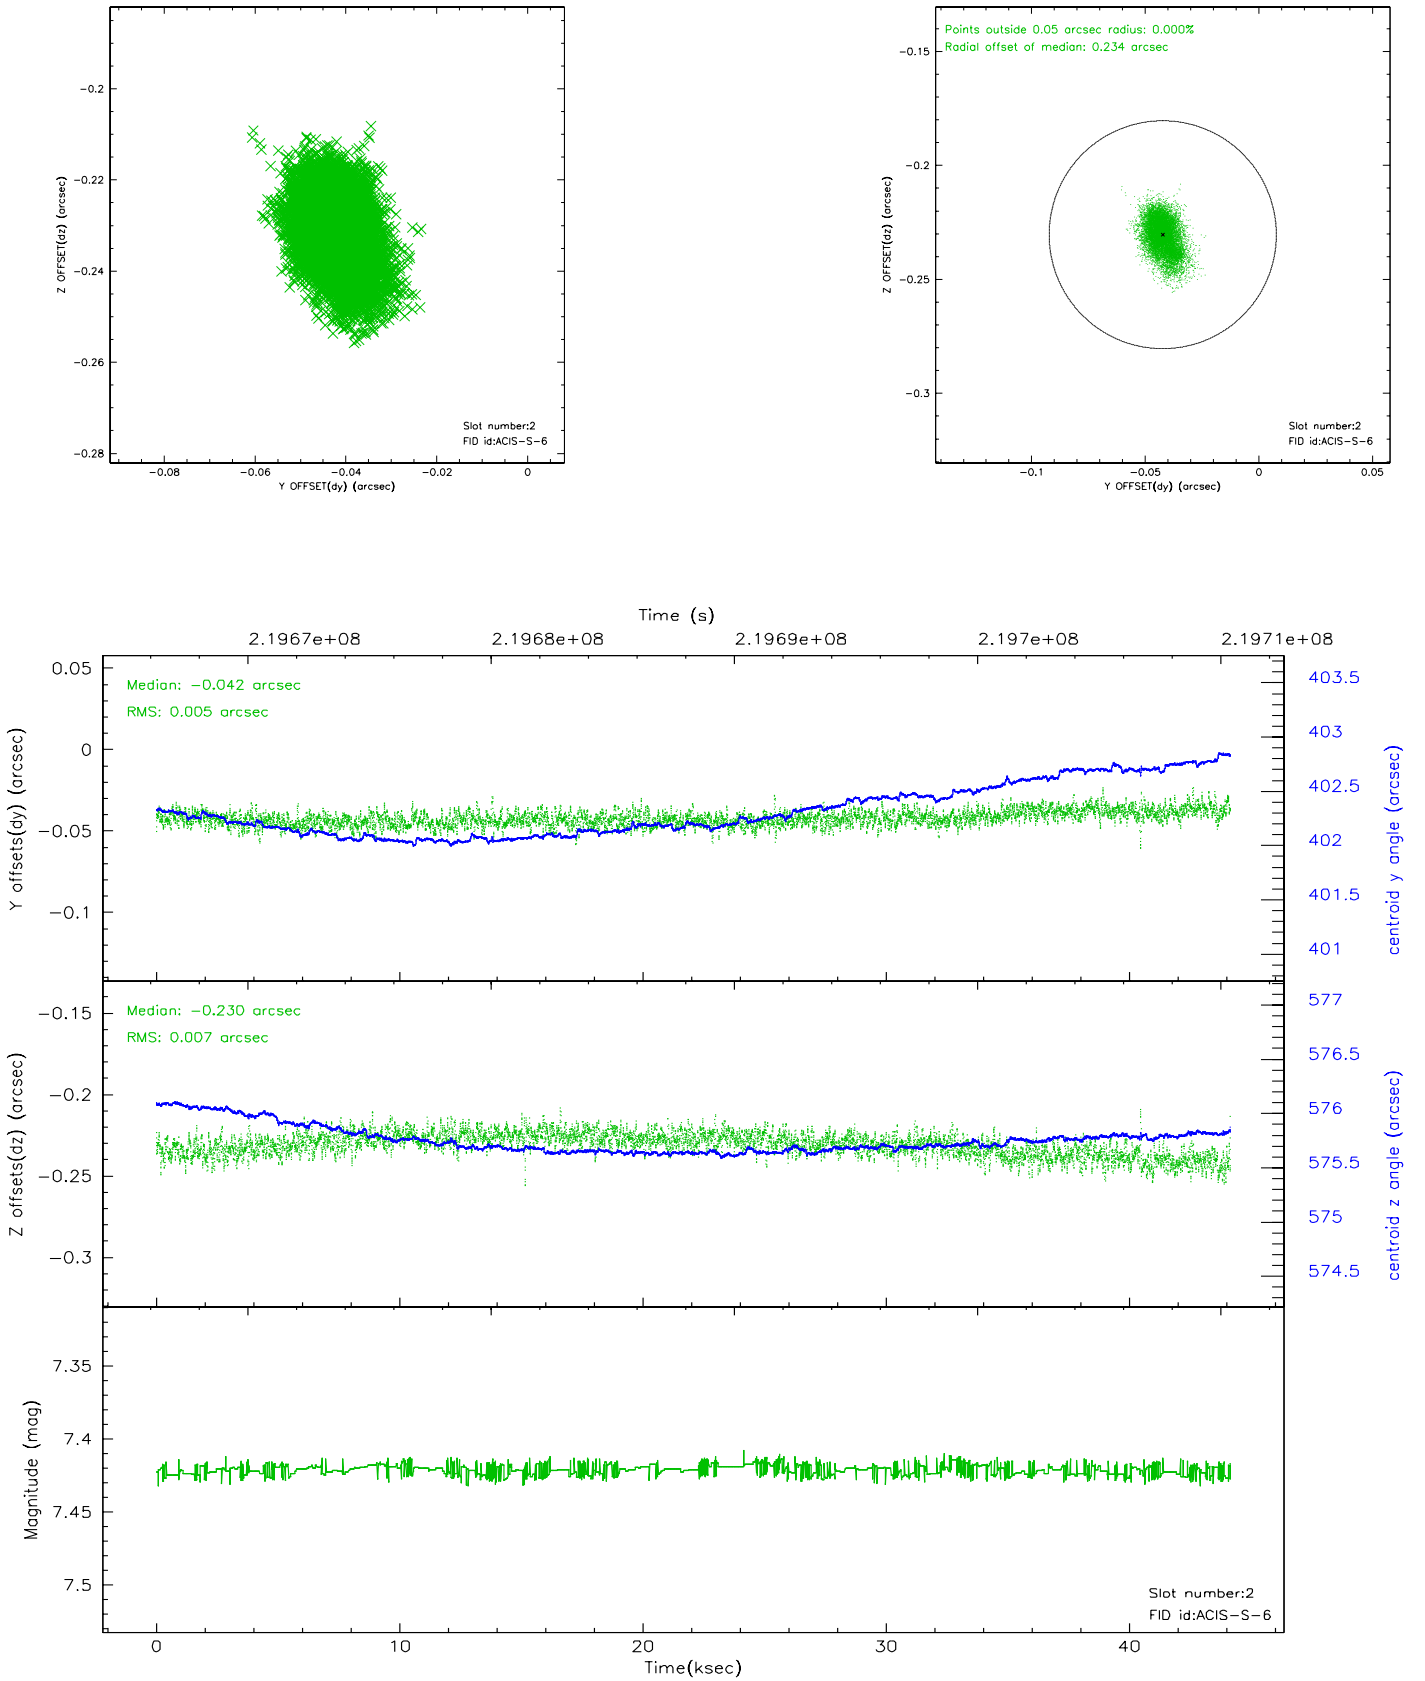 −0.2
−0.22
−0.24
−0.26
−0.28
Z OFFSET(dz) (arcsec)
Slot number:2
FID id:ACIS−S−6
−0.08 −0.06 −0.04 −0.02 0
Y OFFSET(dy) (arcsec)
Points outside 0.05 arcsec radius: 0.000%
Radial offset of median: 0.234 arcsec
−0.15
−0.2
−0.25
−0.3
Z OFFSET(dz) (arcsec)
Slot number:2
FID id:ACIS−S−6
−0.1 −0.05 0 0.05
Y OFFSET(dy) (arcsec)
Time (s)
2.1967e+08 2.1968e+08 2.1969e+08 2.197e+08 2.1971e+08
Median: −0.042 arcsec
RMS: 0.005 arcsec
0.05
0
−0.05
−0.1
Y offsets(dy) (arcsec)
403.5
403
402.5
402
401.5
401
centroid y angle (arcsec)
Median: −0.230 arcsec
RMS: 0.007 arcsec
−0.15
−0.2
−0.25
−0.3
Z offsets(dz) (arcsec)
577
576.5
576
575.5
575
574.5
centroid z angle (arcsec)
7.35
7.4
7.45
7.5
Magnitude (mag)
Slot number:2
FID id:ACIS−S−6
0 10 20 30 40
Time(ksec)